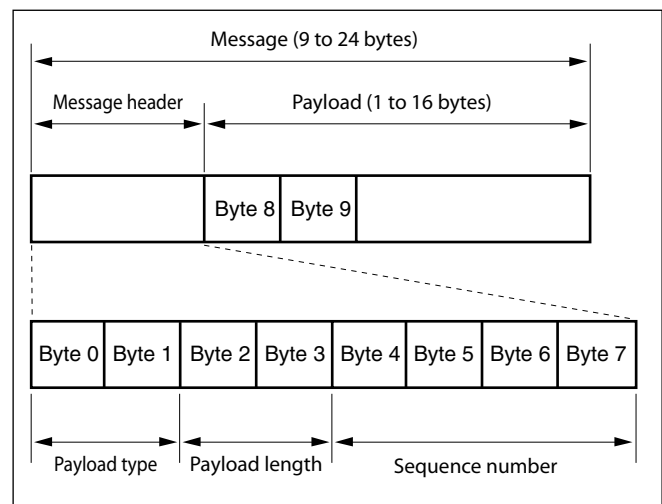 Message (9 to 24 bytes)
Message header
Payload (1 to 16 bytes)
Byte 8
Byte 9
Byte 0
Byte 1
Byte 2
Byte 3
Byte 4
Byte 5
Byte 6
Byte 7
Payload type
Payload length
Sequence number